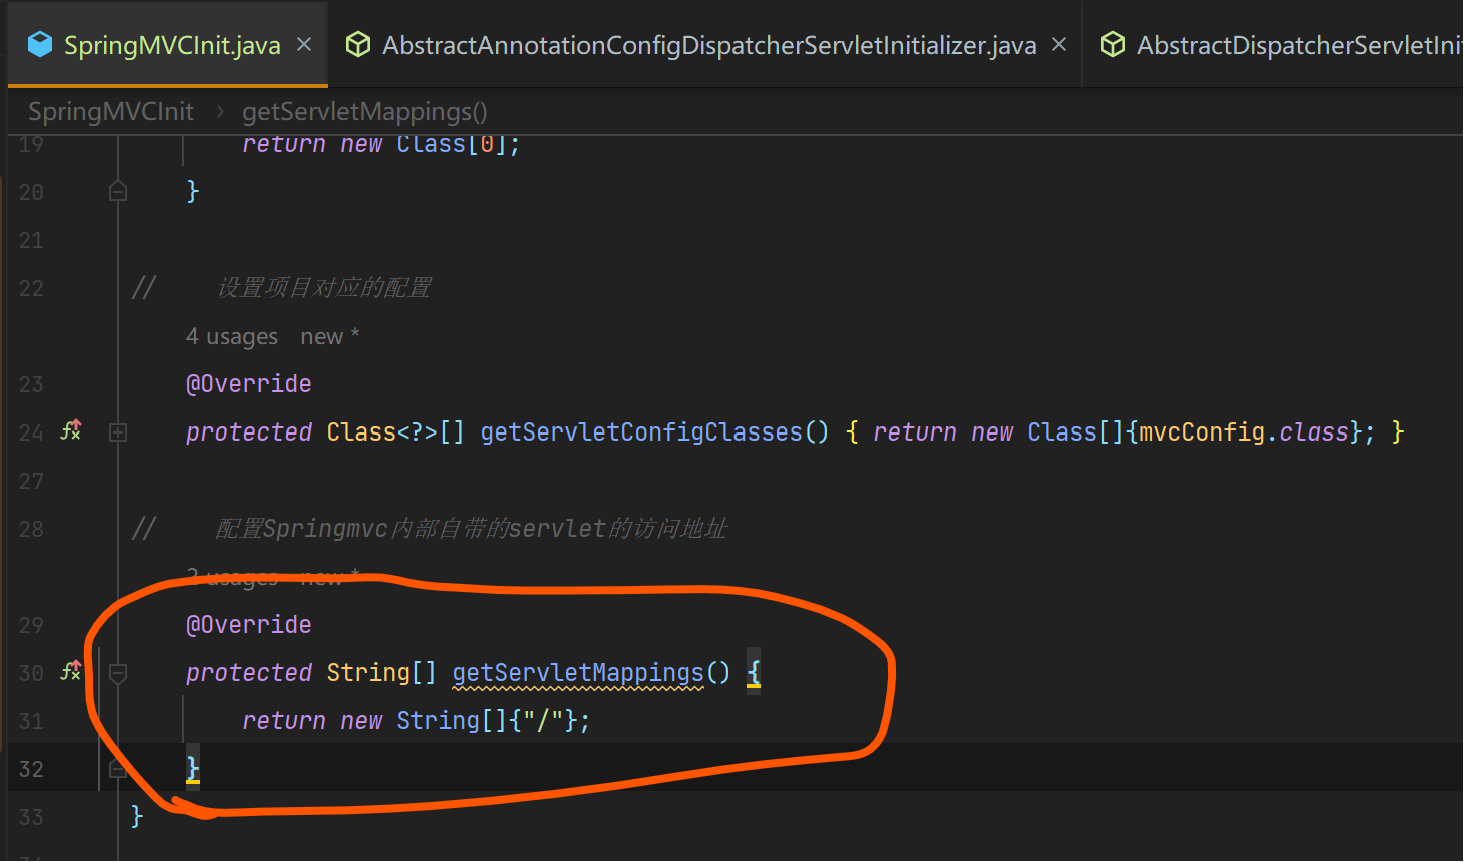 SpringMVCInit.java AbstractAnnotationConfigDispatcherServletInitializer.java AbstractDispatcherServletIni
SpringMVCInit › getServletMappings()
19 return new Class[0];
20 }
21
22 // 设置项目对应的配置
4 usages new *
23 @Override
24 protected Class<?>[] getServletConfigClasses() { return new Class[]{mvcConfig.class}; }
27
28 // 配置Springmvc内部自带的servlet的访问地址
2 usages new *
29 @Override
30 protected String[] getServletMappings() {
31 return new String[]{"/"};
32 }
33 }